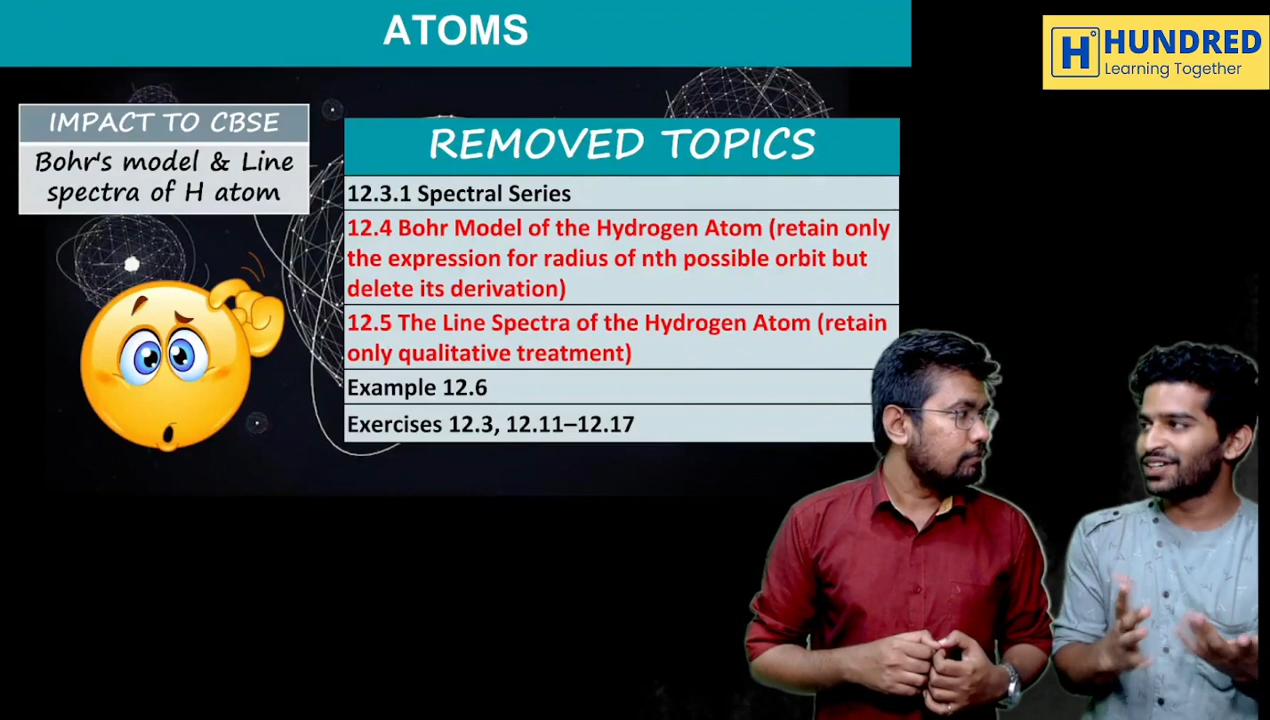 ATOMS
H° HUNDRED
Learning Together
IMPACT TO CBSE
Bohr's model & Line
spectra of H atom
REMOVED TOPICS
12.3.1 Spectral Series
12.4 Bohr Model of the Hydrogen Atom (retain only
the expression for radius of nth possible orbit but
delete its derivation)
12.5 The Line Spectra of the Hydrogen Atom (retain
only qualitative treatment)
Example 12.6
Exercises 12.3, 12.11–12.17